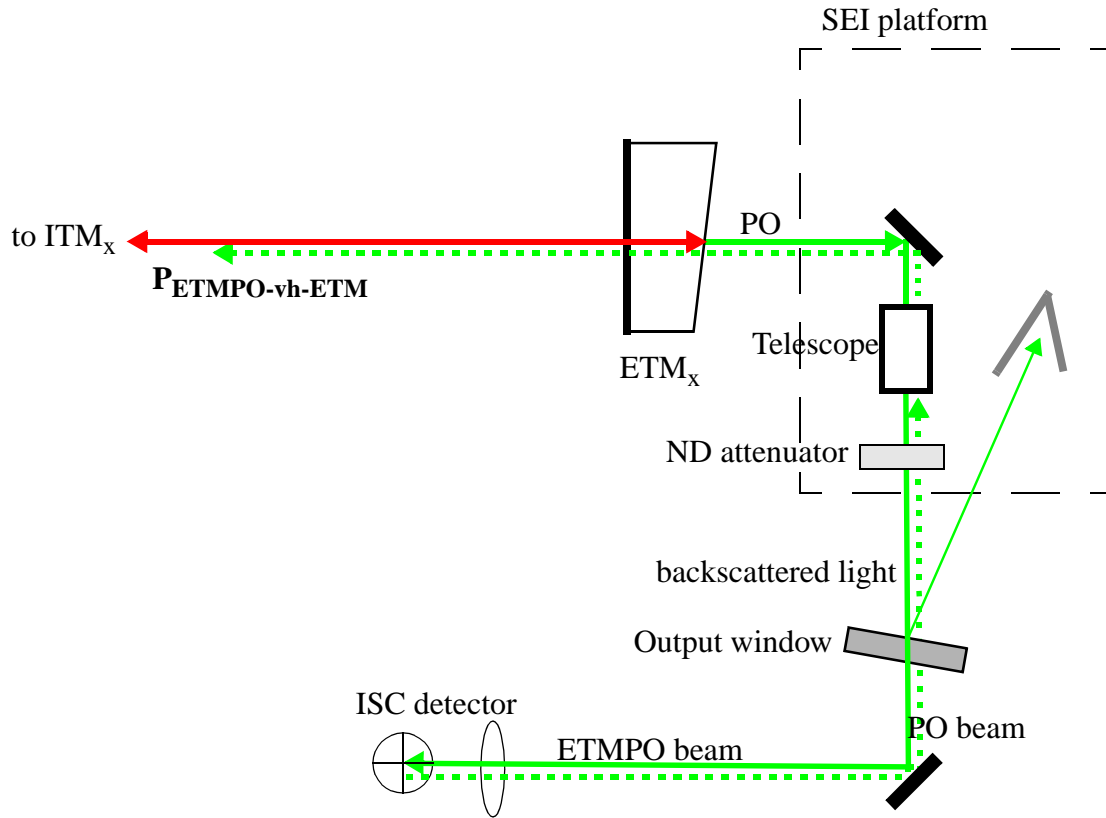 SEI platform
PO
to ITMx
PETMPO-vh-ETM
ETMx
Telescope
ND attenuator
backscattered light
Output window
ISC detector
PO beam
ETMPO beam